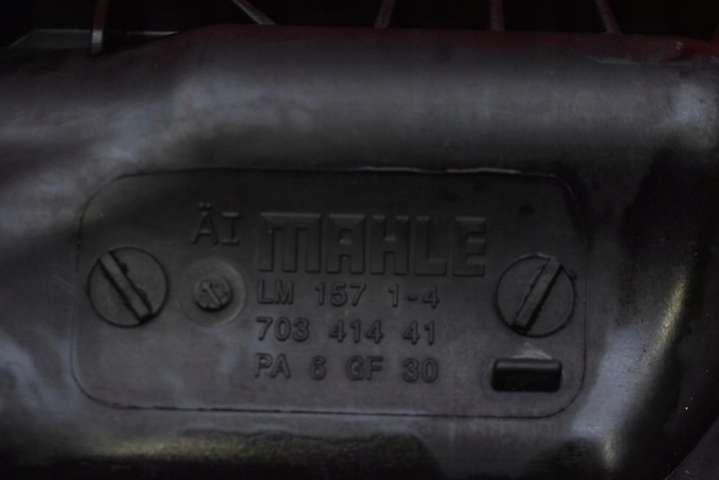 ÄI MAHLE
LM 157 1-4
703 414 41
PA 6 GF 30